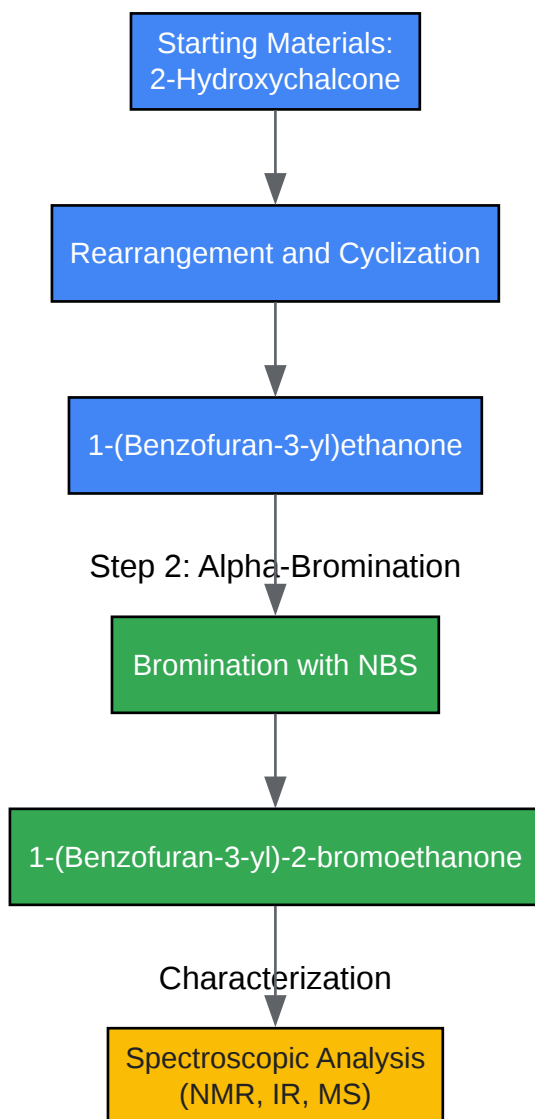 Starting Materials:
2-Hydroxychalcone
Rearrangement and Cyclization
1-(Benzofuran-3-yl)ethanone
Step 2: Alpha-Bromination
Bromination with NBS
1-(Benzofuran-3-yl)-2-bromoethanone
Characterization
Spectroscopic Analysis
(NMR, IR, MS)